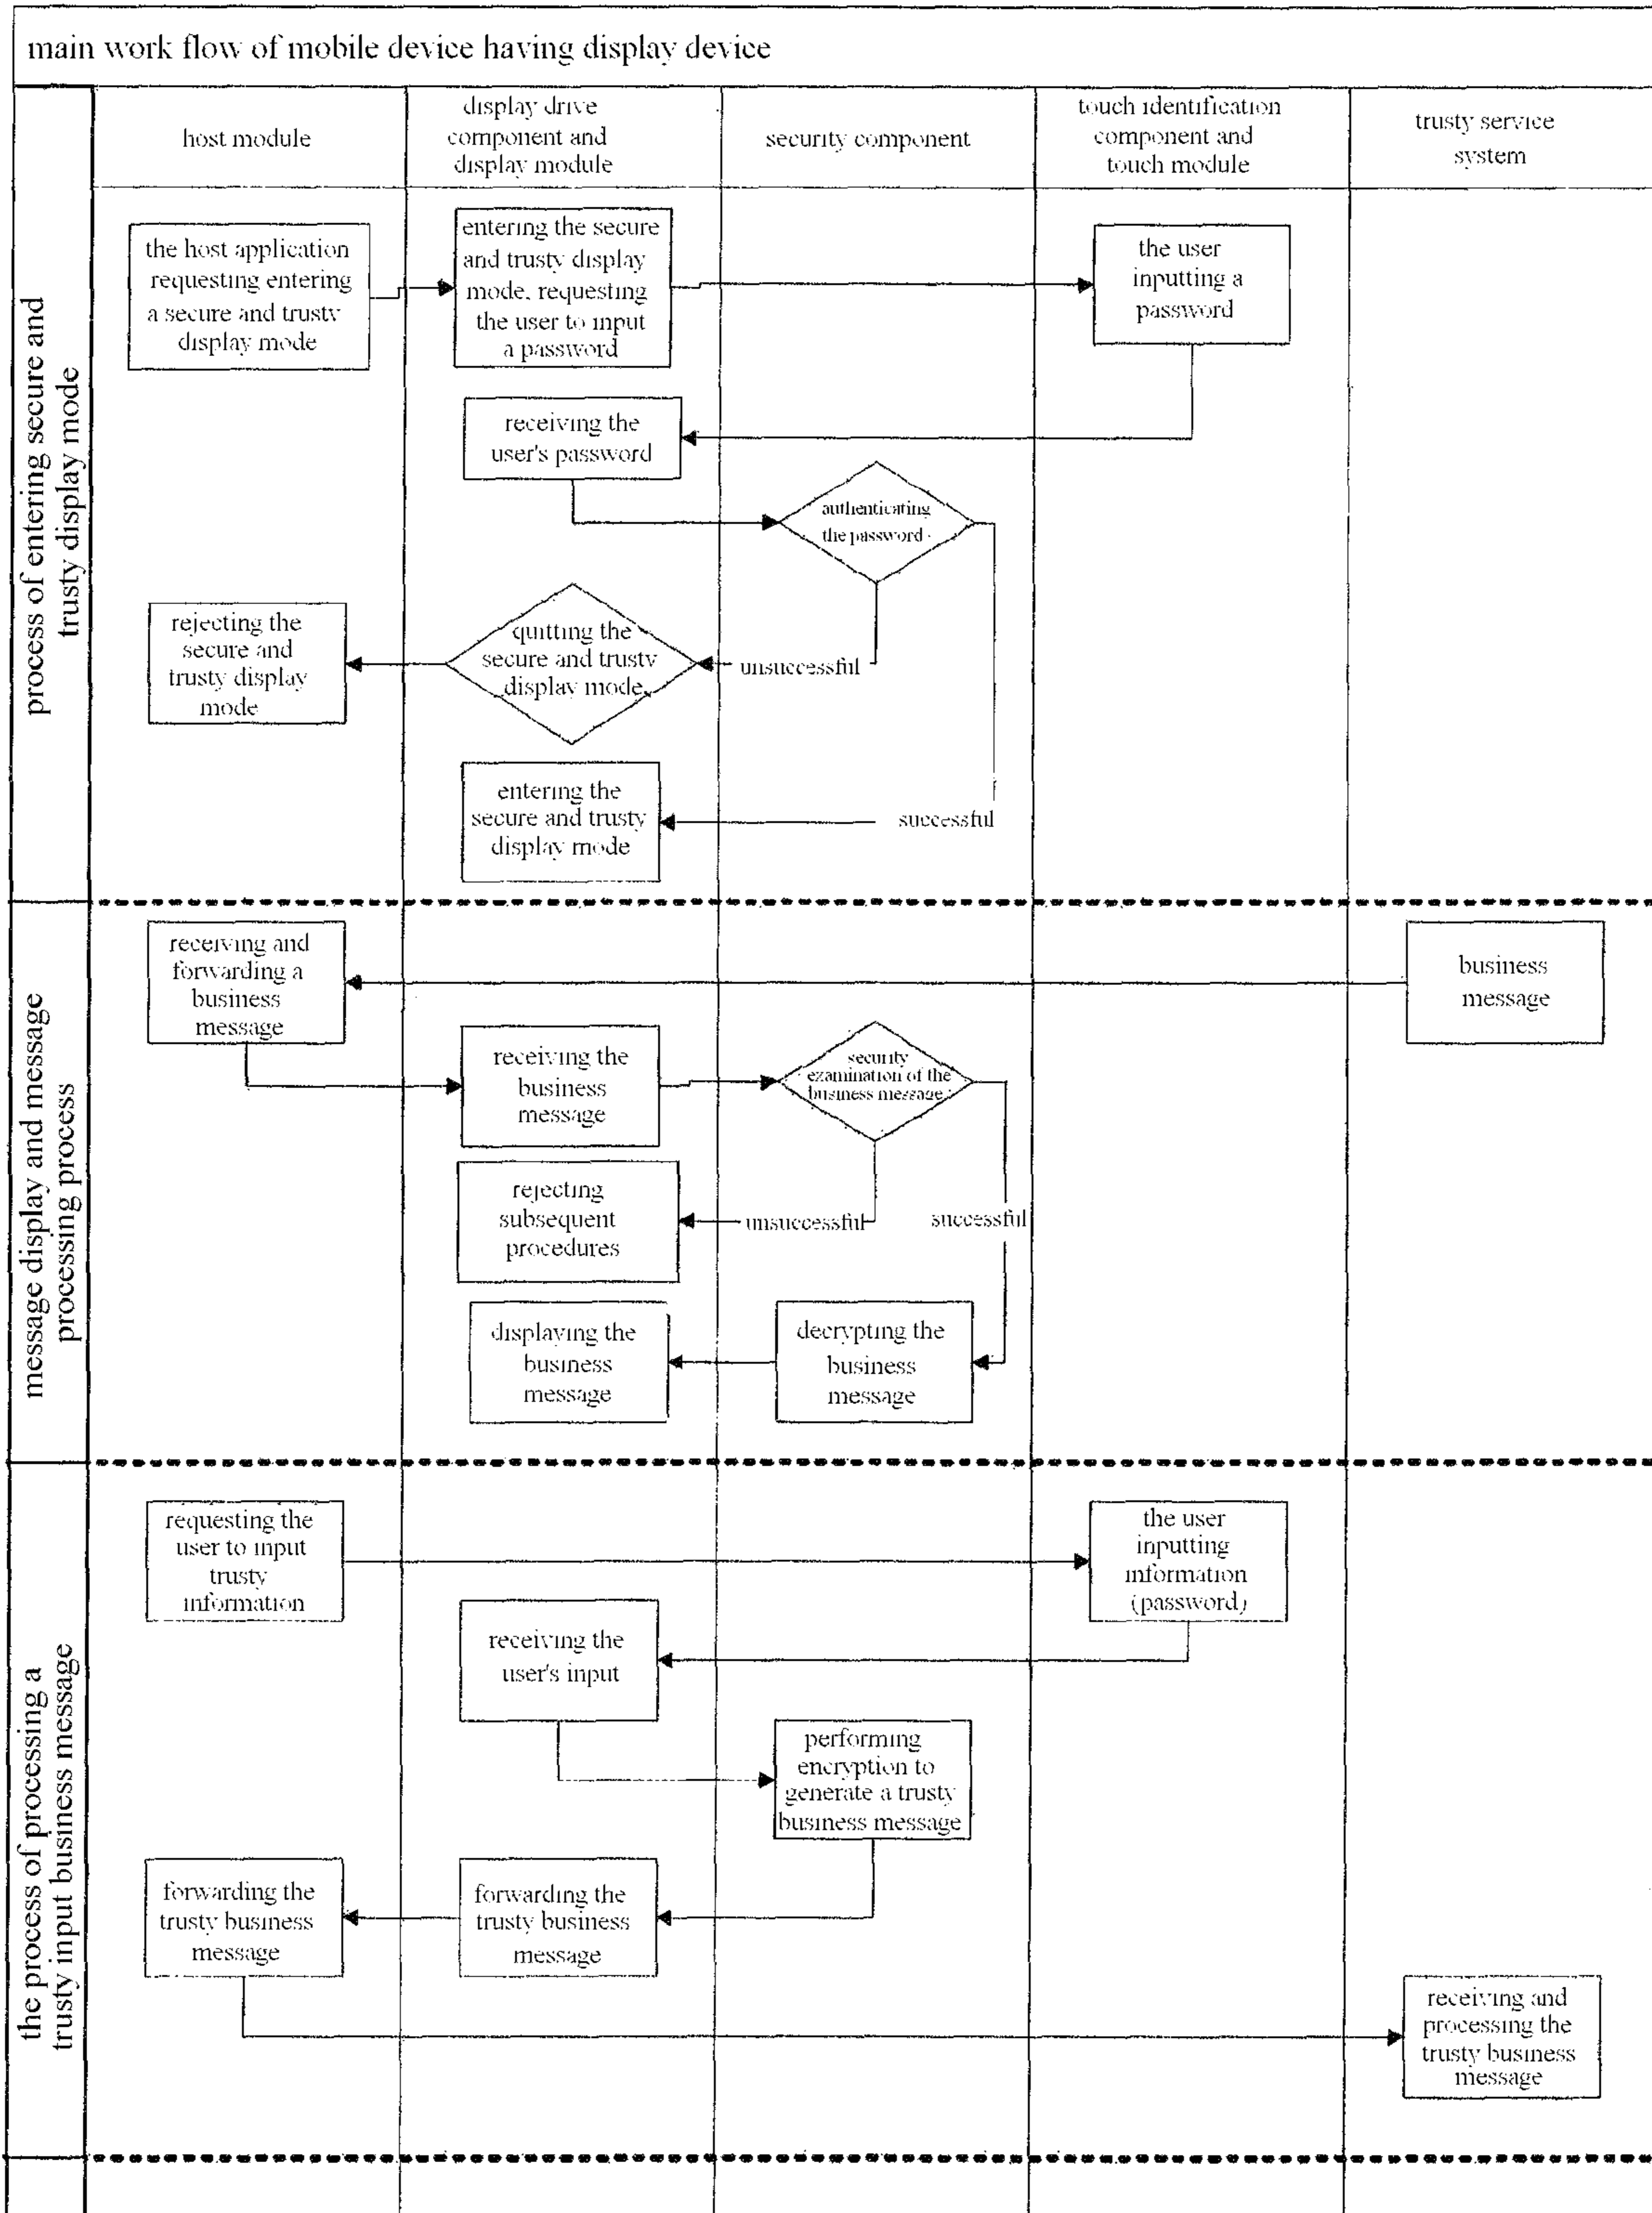 main work flow of mobile device having display device
host module
display drive
component and
display module
security component
touch identification
component and
touch module
trusty service
system
process of entering secure and
trusty display mode
the host application
requesting entering
a secure and trusty
display mode
entering the secure
and trusty display
mode, requesting
the user to input
a password
the user
inputting a
password
receiving the
user's password
authenticating
the password
rejecting the
secure and
trusty display
mode
quitting the
secure and trusty
display mode
unsuccessful
entering the
secure and trusty
display mode
successful
message display and message
processing process
receiving and
forwarding a
business
message
business
message
receiving the
business
message
security
examination of the
business message
rejecting
subsequent
procedures
unsuccessful
successful
displaying the
business
message
decrypting the
business
message
the process of processing a
trusty input business message
requesting the
user to input
trusty
information
the user
inputting
information
(password)
receiving the
user's input
performing
encryption to
generate a trusty
business message
forwarding the
trusty business
message
forwarding the
trusty business
message
receiving and
processing the
trusty business
message